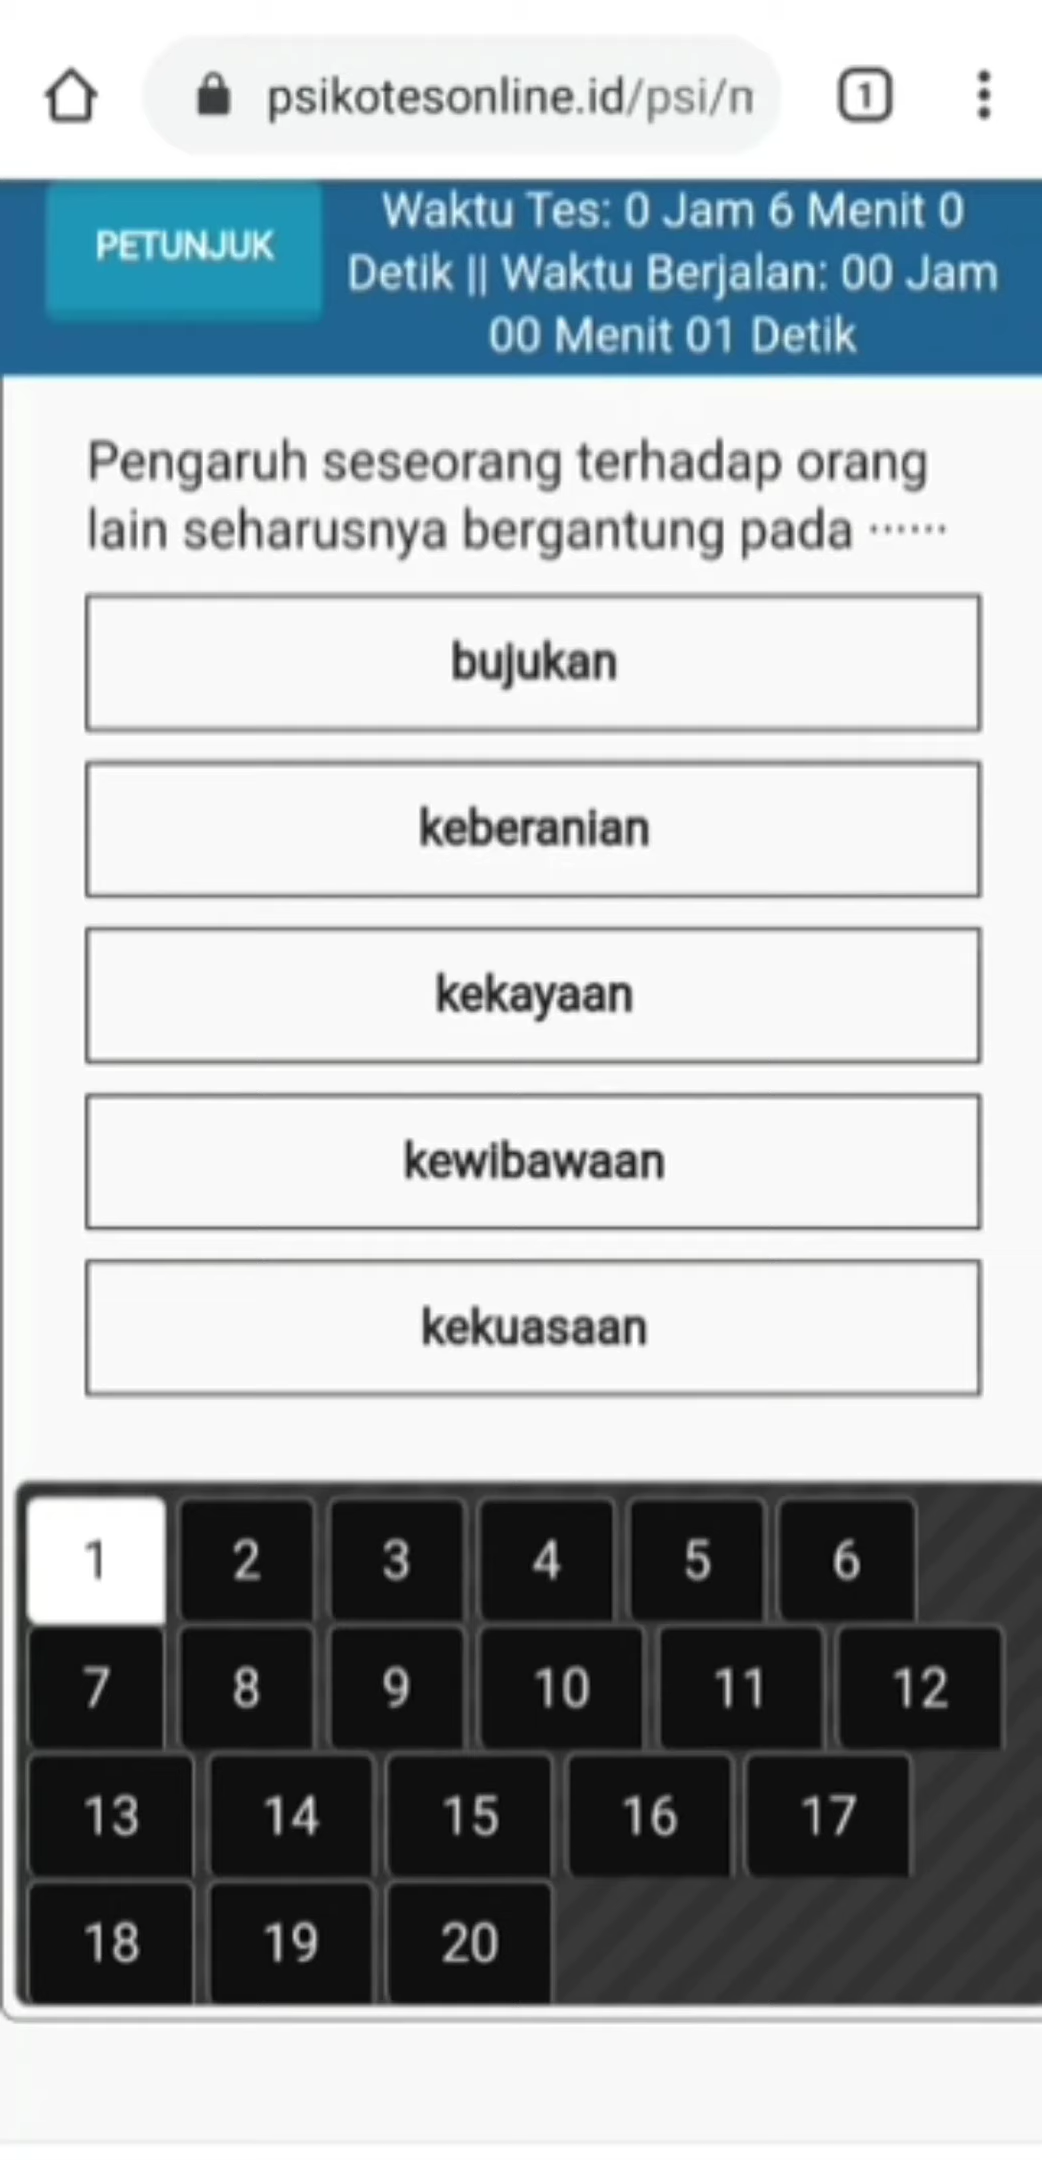 psikotesonline.id/psi/n
1
PETUNJUK
Waktu Tes: 0 Jam 6 Menit 0
Detik || Waktu Berjalan: 00 Jam
00 Menit 01 Detik
Pengaruh seseorang terhadap orang
lain seharusnya bergantung pada ······
bujukan
keberanian
kekayaan
kewibawaan
kekuasaan
1 2 3 4 5 6
7 8 9 10 11 12
13 14 15 16 17
18 19 20